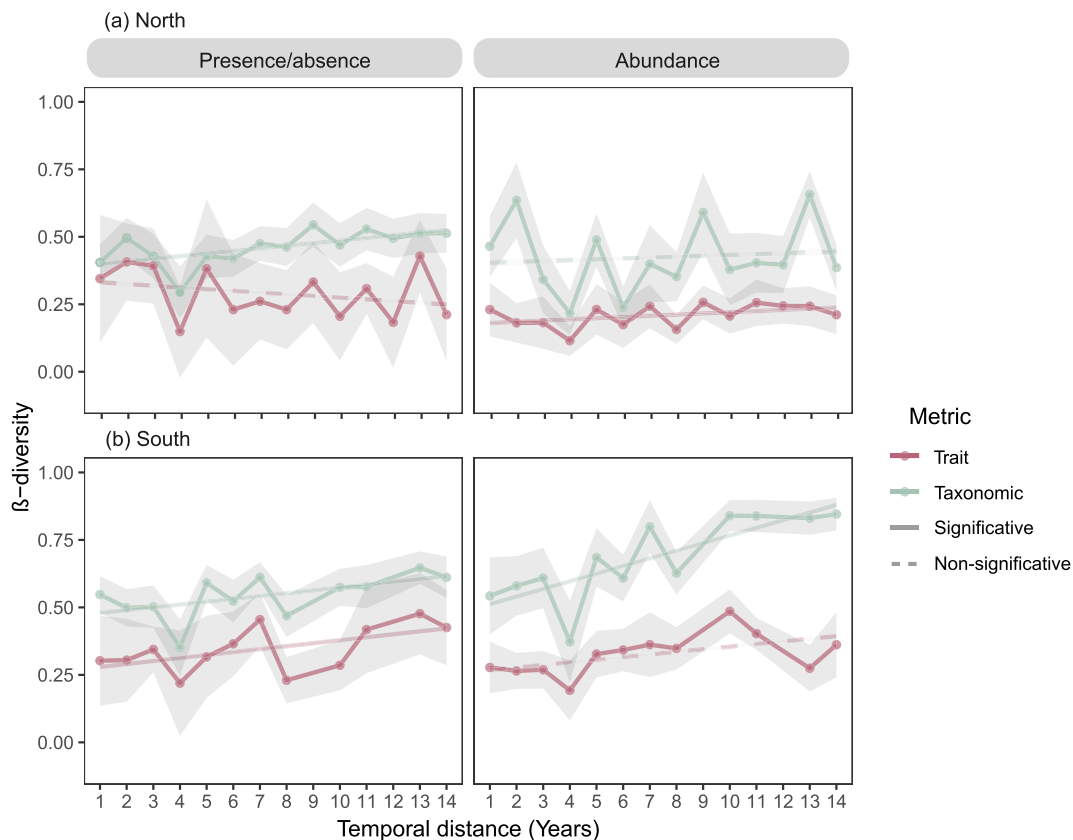 (a) North
Presence/absence
Abundance
1.00
0.75
0.50
0.25
0.00
(b) South
1.00
0.75
0.50
0.25
0.00
1 2 3 4 5 6 7 8 9 10 11 12 13 14
1 2 3 4 5 6 7 8 9 10 11 12 13 14
Temporal distance (Years)
ß−diversity
Metric
Trait
Taxonomic
Significative
Non-significative